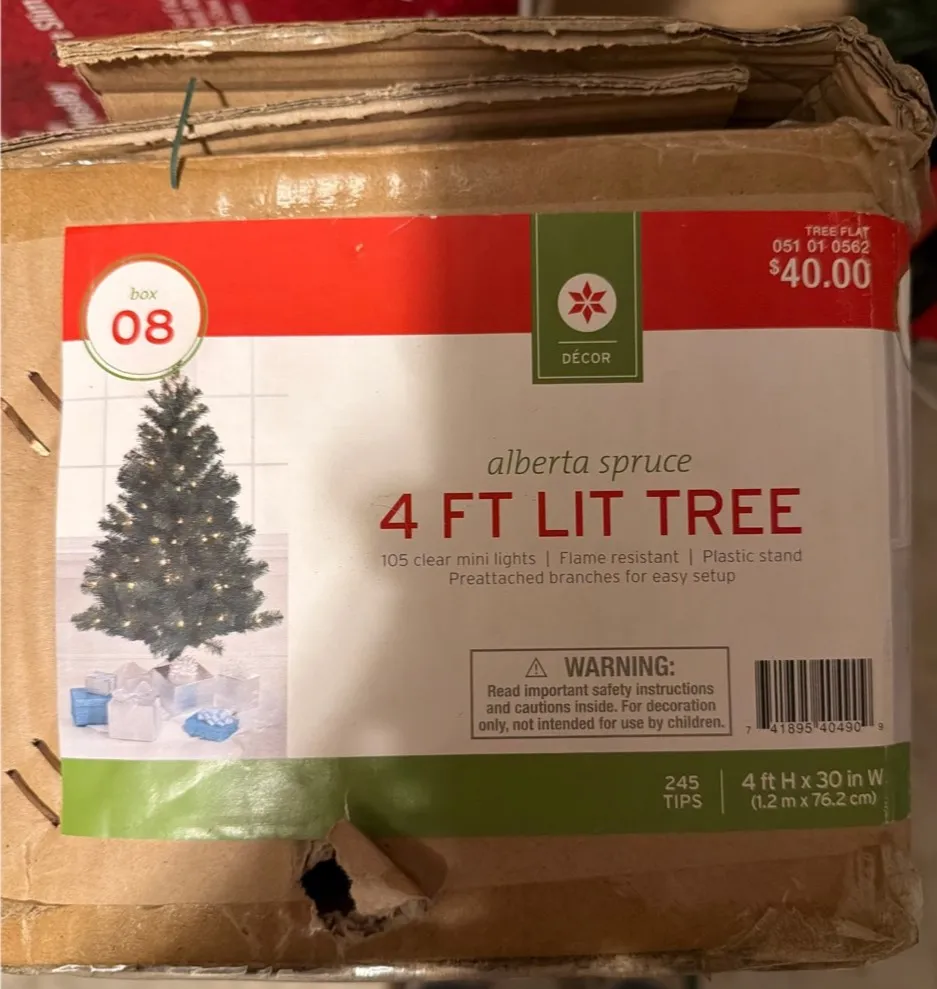 TREE FLAT
051 01 0562
$40.00
box
08
DÉCOR
alberta spruce
4 FT LIT TREE
105 clear mini lights | Flame resistant | Plastic stand
Preattached branches for easy setup
⚠ WARNING:
Read important safety instructions
and cautions inside. For decoration
only, not intended for use by children.
7 41895 40490 9
245
TIPS
4 ft H x 30 in W
(1.2 m x 76.2 cm)